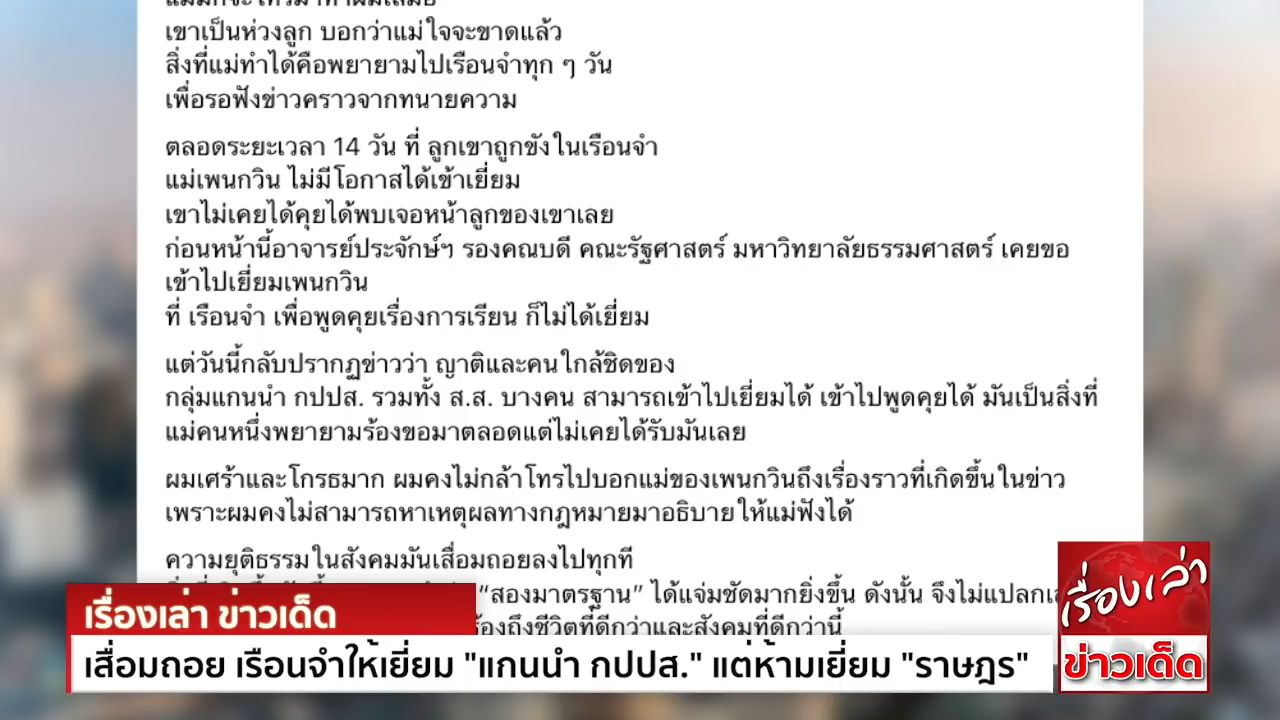 เขาเป็นห่วงลูก บอกว่าแม่ใจจะขาดแล้ว
สิ่งที่แม่ทำได้คือพยายามไปเรือนจำทุก ๆ วัน
เพื่อรอฟังข่าวคราวจากทนายความ
ตลอดระยะเวลา 14 วัน ที่ ลูกเขาถูกขังในเรือนจำ
แม่เพนกวิน ไม่มีโอกาสได้เข้าเยี่ยม
เขาไม่เคยได้คุยได้พบเจอหน้าลูกของเขาเลย
ก่อนหน้านี้อาจารย์ประจักษ์ฯ รองคณบดี คณะรัฐศาสตร์ มหาวิทยาลัยธรรมศาสตร์ เคยขอ
เข้าไปเยี่ยมเพนกวิน
ที่ เรือนจำ เพื่อพูดคุยเรื่องการเรียน ก็ไม่ได้เยี่ยม
แต่วันนี้กลับปรากฏข่าวว่า ญาติและคนใกล้ชิดของ
กลุ่มแกนนำ กปปส. รวมทั้ง ส.ส. บางคน สามารถเข้าไปเยี่ยมได้ เข้าไปพูดคุยได้ มันเป็นสิ่งที่
แม่คนหนึ่งพยายามร้องขอมาตลอดแต่ไม่เคยได้รับมันเลย
ผมเศร้าและโกรธมาก ผมคงไม่กล้าโทรไปบอกแม่ของเพนกวินถึงเรื่องราวที่เกิดขึ้นในข่าว
เพราะผมคงไม่สามารถหาเหตุผลทางกฎหมายมาอธิบายให้แม่ฟังได้
ความยุติธรรมในสังคมมันเสื่อมถอยลงไปทุกที
“สองมาตรฐาน” ได้แจ่มชัดมากยิ่งขึ้น ดังนั้น จึงไม่แปลก
ถึงชีวิตที่ดีกว่าและสังคมที่ดีกว่านี้
เรื่องเล่า ข่าวเด็ด
เสื่อมถอย เรือนจำให้เยี่ยม "แกนนำ กปปส." แต่ห้ามเยี่ยม "ราษฎร"
เรื่องเล่า
ข่าวเด็ด